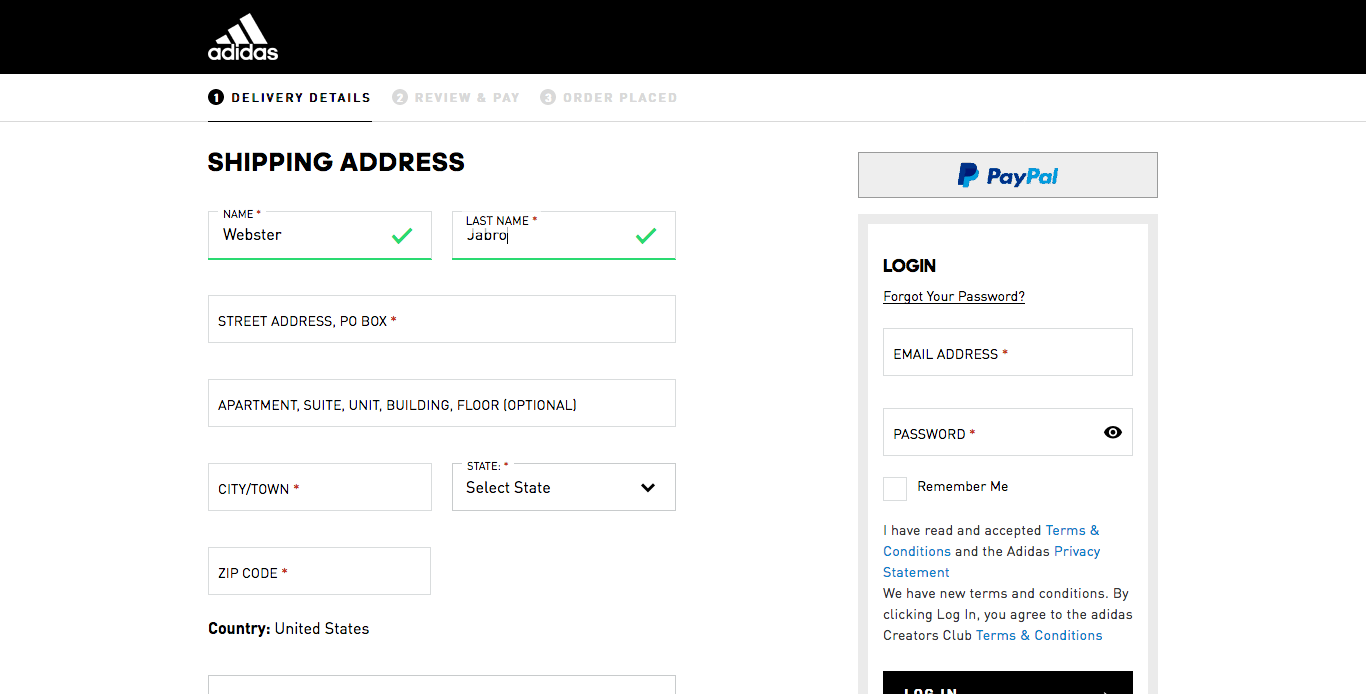 adidas
1 DELIVERY DETAILS 2 REVIEW & PAY 3 ORDER PLACED
SHIPPING ADDRESS
PayPal
NAME *
Webster
LAST NAME *
Jabro
STREET ADDRESS, PO BOX *
APARTMENT, SUITE, UNIT, BUILDING, FLOOR (OPTIONAL)
CITY/TOWN *
STATE: *
Select State
ZIP CODE *
Country: United States
LOGIN
Forgot Your Password?
EMAIL ADDRESS *
PASSWORD *
Remember Me
I have read and accepted Terms &
Conditions and the Adidas Privacy
Statement
We have new terms and conditions. By
clicking Log In, you agree to the adidas
Creators Club Terms & Conditions
LOG IN